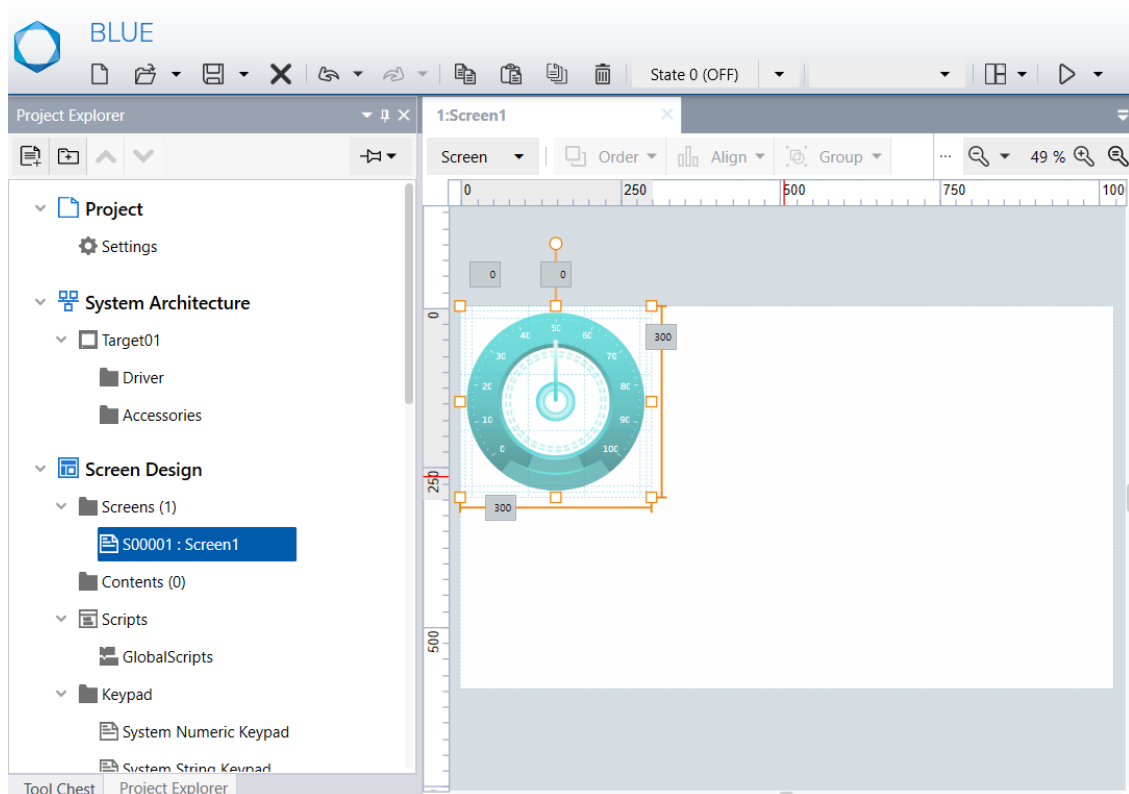 BLUE
State 0 (OFF)
Project Explorer
1:Screen1
Screen
Order
Align
Group
...
49 %
0
250
500
750
100
Project
Settings
System Architecture
Target01
Driver
Accessories
Screen Design
Screens (1)
S00001 : Screen1
Contents (0)
Scripts
GlobalScripts
Keypad
System Numeric Keypad
System String Keypad
Tool Chest
Project Explorer
0
250
500
0
0
300
300
0
10
20
30
40
50
60
70
80
90
100